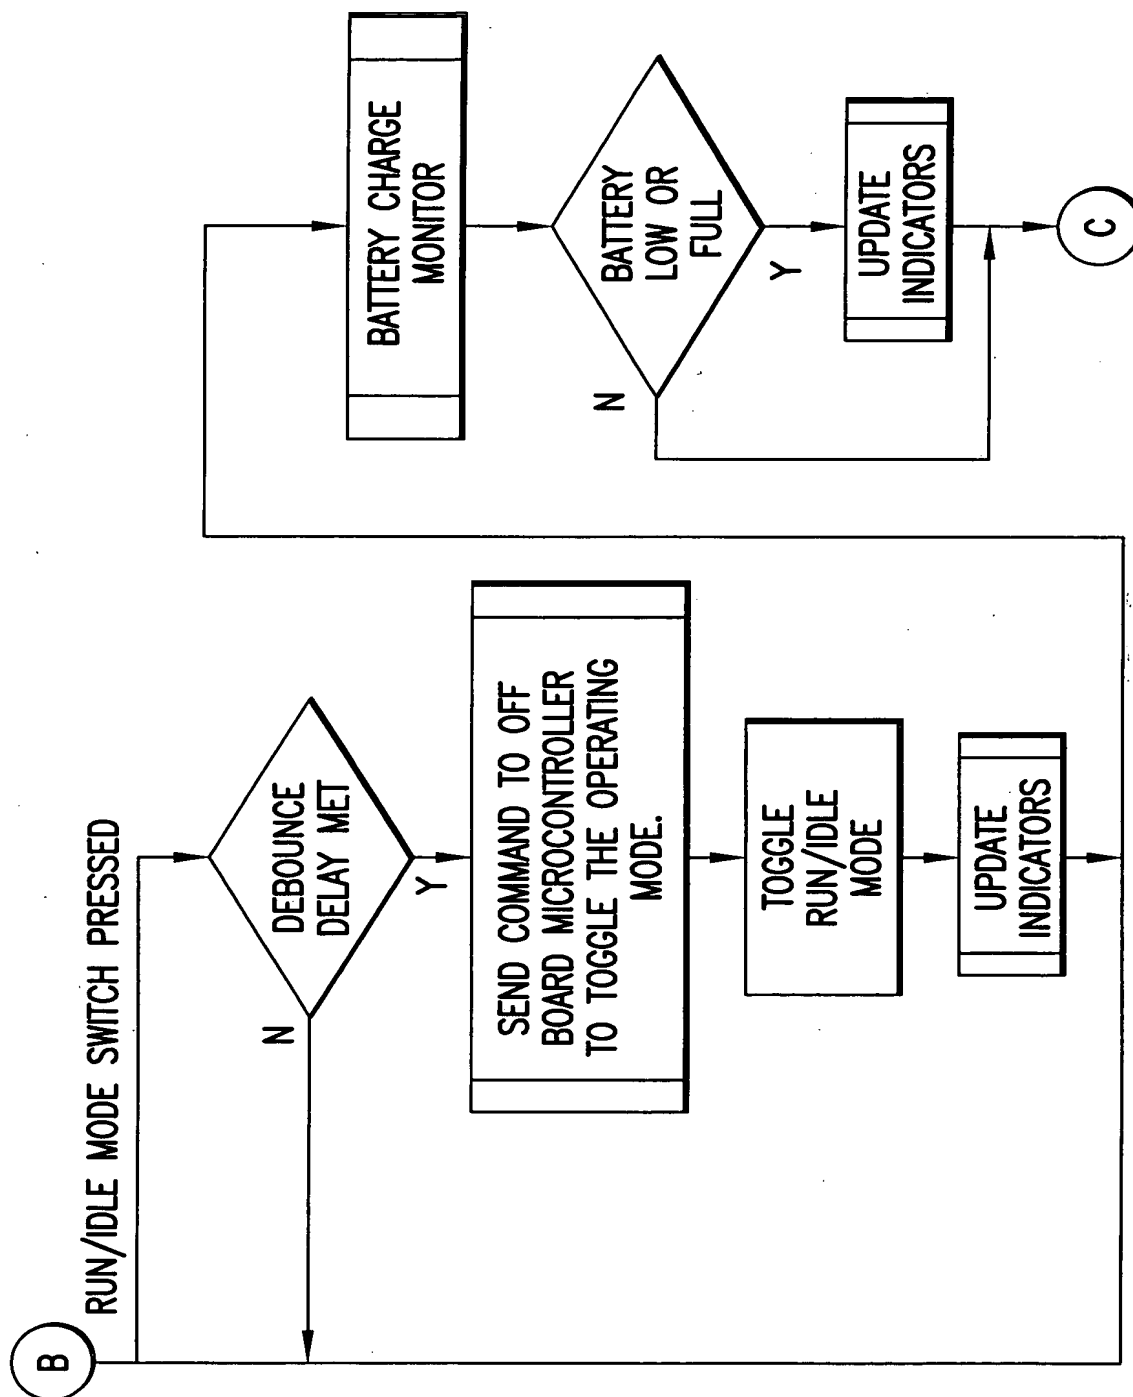 B
RUN/IDLE MODE SWITCH PRESSED
DEBOUNCE
DELAY MET
N
Y
SEND COMMAND TO OFF
BOARD MICROCONTROLLER
TO TOGGLE THE OPERATING
MODE.
TOGGLE
RUN/IDLE
MODE
UPDATE
INDICATORS
BATTERY CHARGE
MONITOR
BATTERY
LOW OR
FULL
N
Y
UPDATE
INDICATORS
C